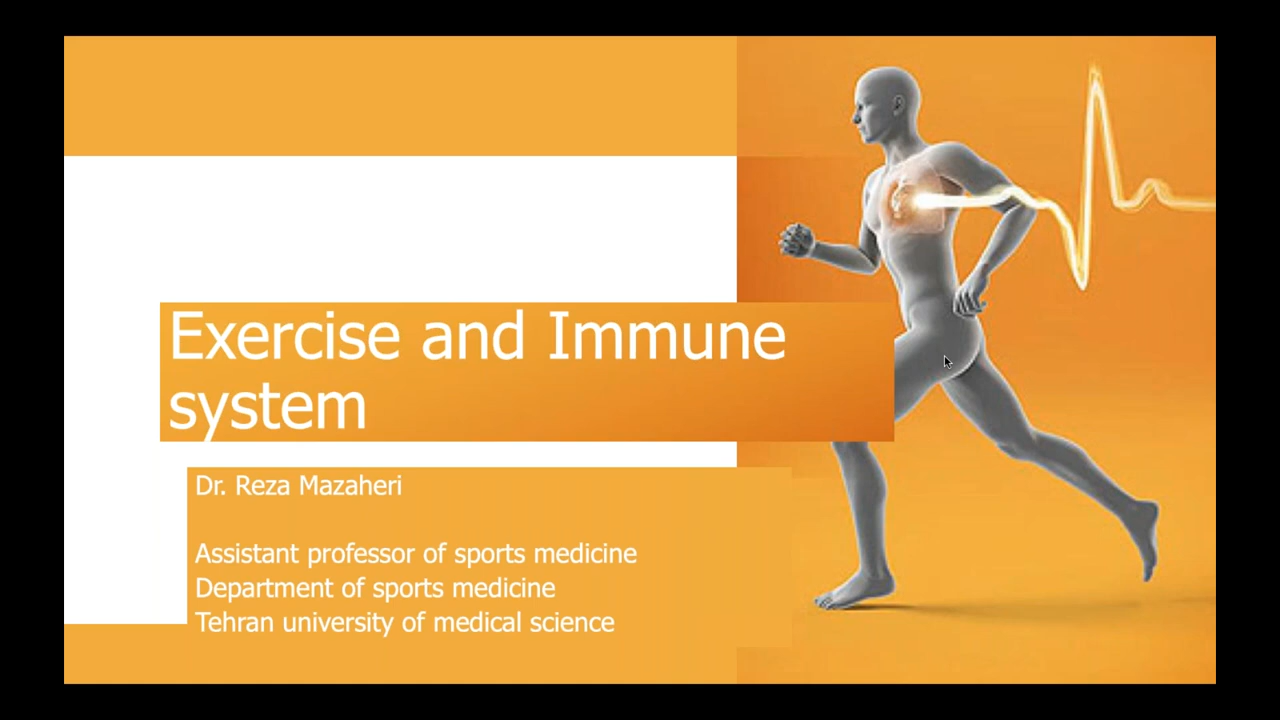 Exercise and Immune
system
Dr. Reza Mazaheri
Assistant professor of sports medicine
Department of sports medicine
Tehran university of medical science